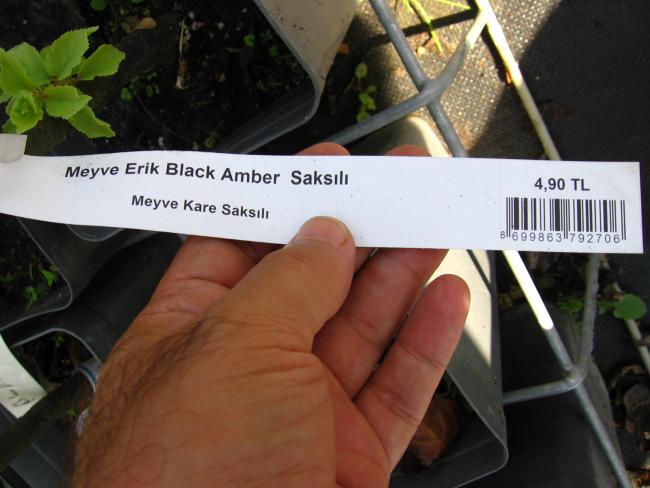 Meyve Erik Black Amber Saksılı
Meyve Kare Saksılı
4,90 TL
8 699863 792706